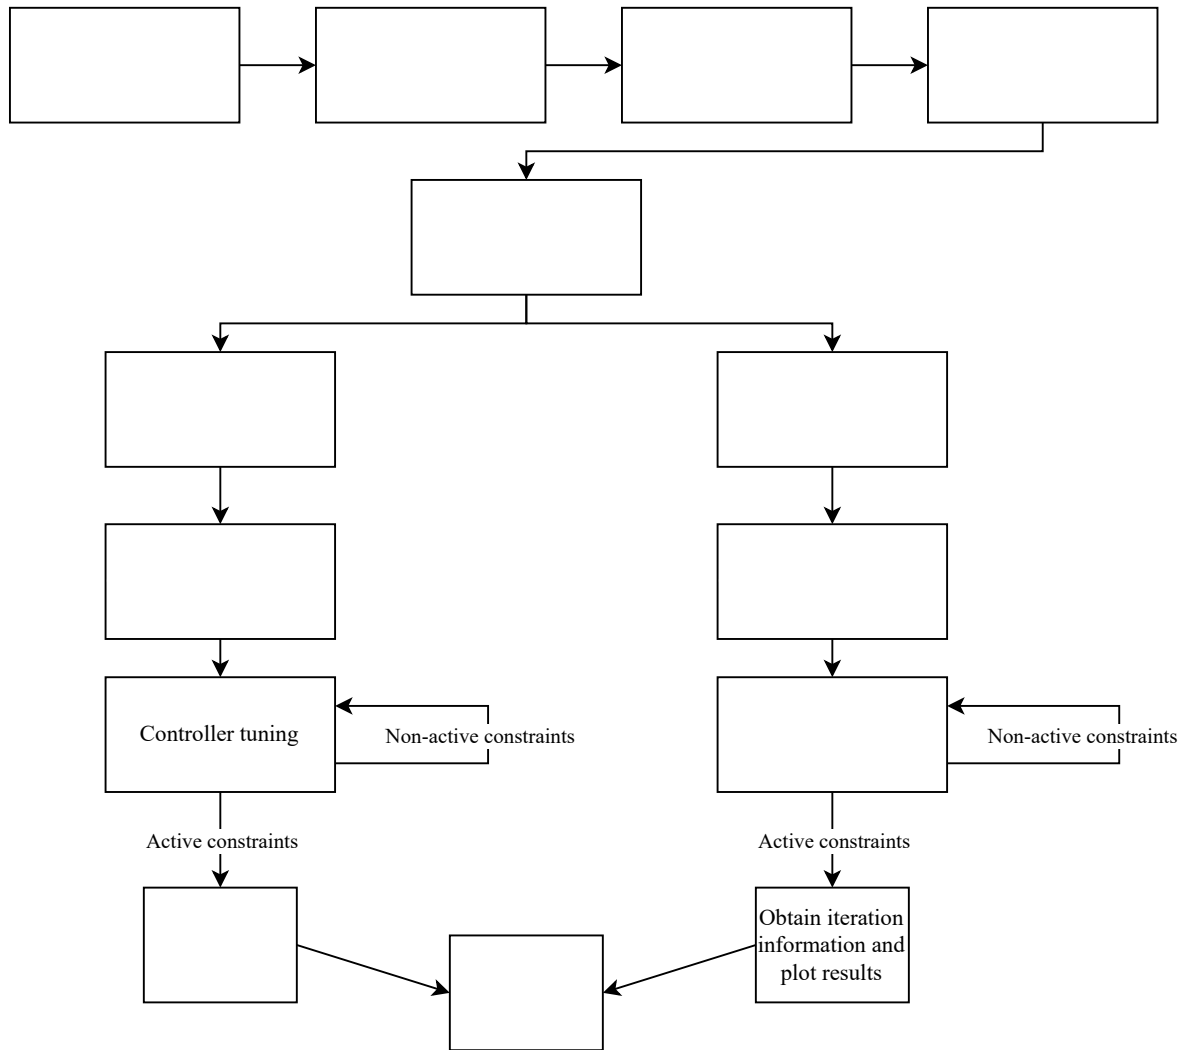 Controller tuning
Non-active constraints
Non-active constraints
Active constraints
Active constraints
Obtain iteration
information and
plot results